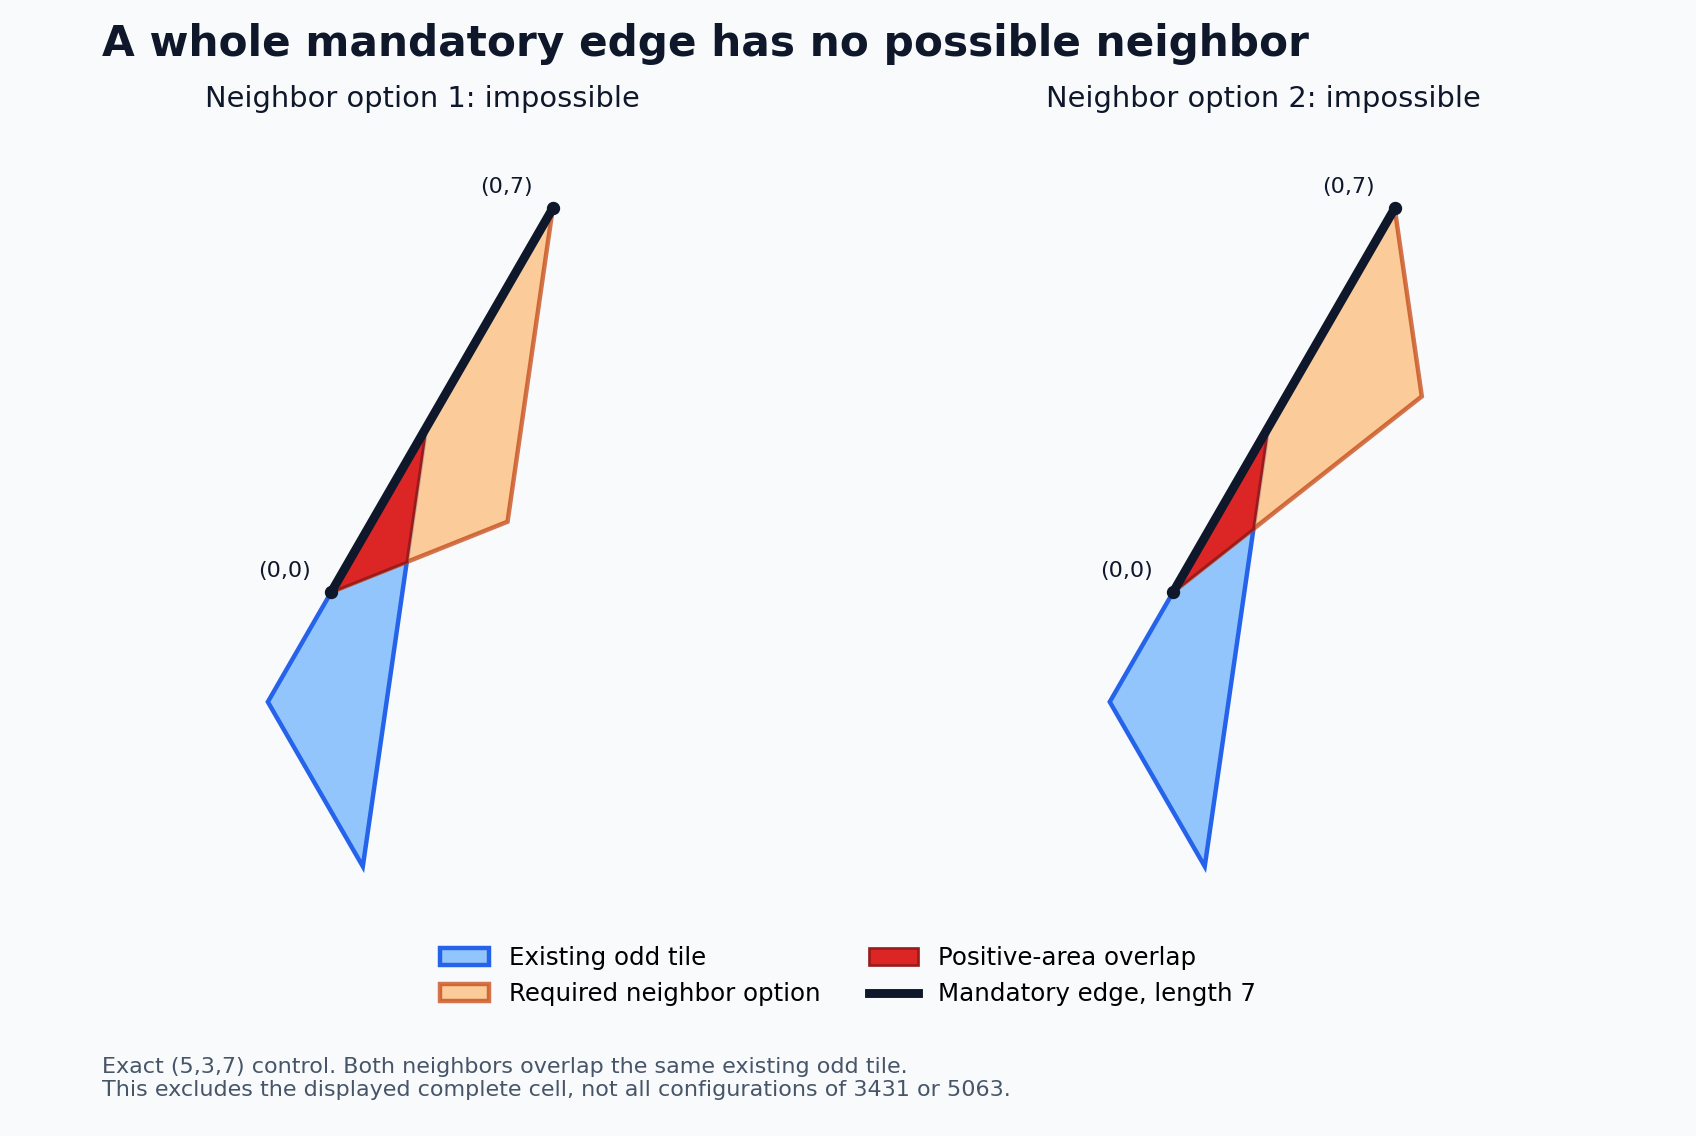 A whole mandatory edge has no possible neighbor
Neighbor option 1: impossible
Neighbor option 2: impossible
(0,7)
(0,7)
(0,0)
(0,0)
Existing odd tile
Required neighbor option
Positive-area overlap
Mandatory edge, length 7
Exact (5,3,7) control. Both neighbors overlap the same existing odd tile.
This excludes the displayed complete cell, not all configurations of 3431 or 5063.